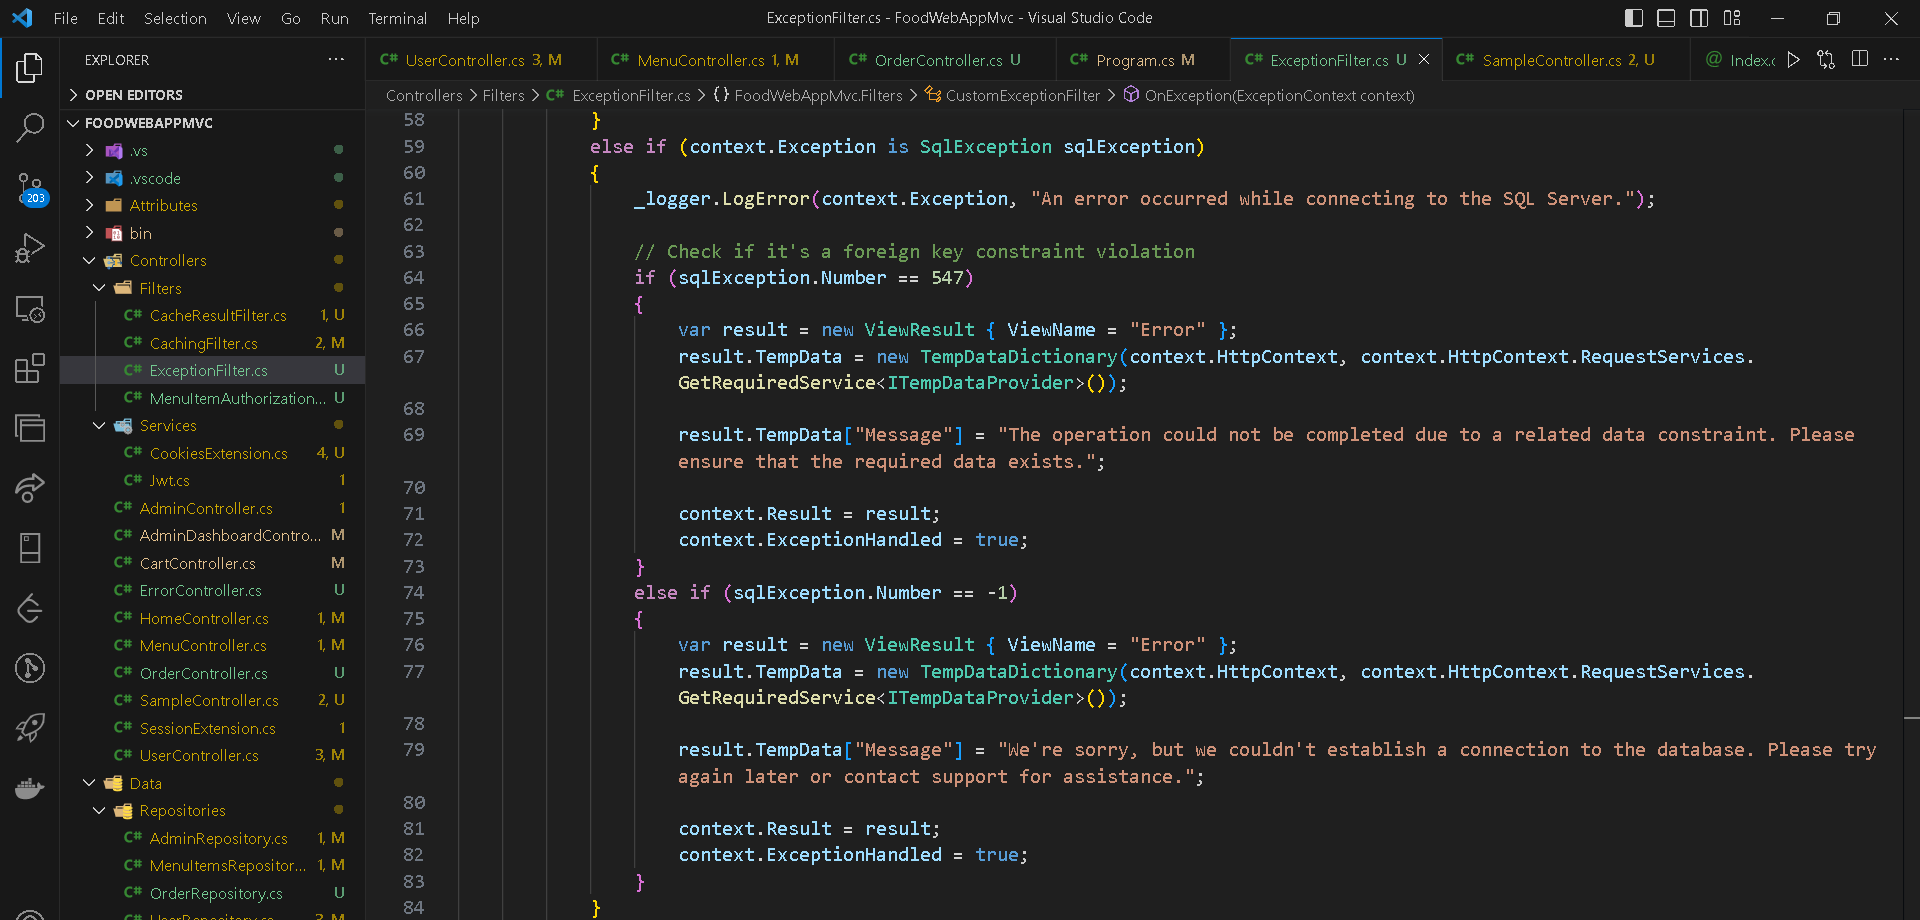 File Edit Selection View Go Run Terminal Help
ExceptionFilter.cs - FoodWebAppMvc - Visual Studio Code
EXPLORER
UserController.cs 3, M
MenuController.cs 1, M
OrderController.cs U
Program.cs M
ExceptionFilter.cs U
SampleController.cs 2, U
Index.c
Controllers > Filters > ExceptionFilter.cs > {} FoodWebAppMvc.Filters > CustomExceptionFilter > OnException(ExceptionContext context)
OPEN EDITORS
FOODWEBAPPMVC
.vs
.vscode
Attributes
bin
Controllers
Filters
C# CacheResultFilter.cs 1, U
C# CachingFilter.cs 2, M
C# ExceptionFilter.cs U
C# MenuItemAuthorization... U
Services
C# CookiesExtension.cs 4, U
C# Jwt.cs 1
C# AdminController.cs 1
C# AdminDashboardContro... M
C# CartController.cs M
C# ErrorController.cs U
C# HomeController.cs 1, M
C# MenuController.cs 1, M
C# OrderController.cs U
C# SampleController.cs 2, U
C# SessionExtension.cs 1
C# UserController.cs 3, M
Data
Repositories
C# AdminRepository.cs 1, M
C# MenuItemsRepositor... 1, M
C# OrderRepository.cs U
203
58 }
59 else if (context.Exception is SqlException sqlException)
60 {
61 _logger.LogError(context.Exception, "An error occurred while connecting to the SQL Server.");
62
63 // Check if it's a foreign key constraint violation
64 if (sqlException.Number == 547)
65 {
66 var result = new ViewResult { ViewName = "Error" };
67 result.TempData = new TempDataDictionary(context.HttpContext, context.HttpContext.RequestServices.
GetRequiredService<ITempDataProvider>());
68
69 result.TempData["Message"] = "The operation could not be completed due to a related data constraint. Please
ensure that the required data exists.";
70
71 context.Result = result;
72 context.ExceptionHandled = true;
73 }
74 else if (sqlException.Number == -1)
75 {
76 var result = new ViewResult { ViewName = "Error" };
77 result.TempData = new TempDataDictionary(context.HttpContext, context.HttpContext.RequestServices.
GetRequiredService<ITempDataProvider>());
78
79 result.TempData["Message"] = "We're sorry, but we couldn't establish a connection to the database. Please try
again later or contact support for assistance.";
80
81 context.Result = result;
82 context.ExceptionHandled = true;
83 }
84 }